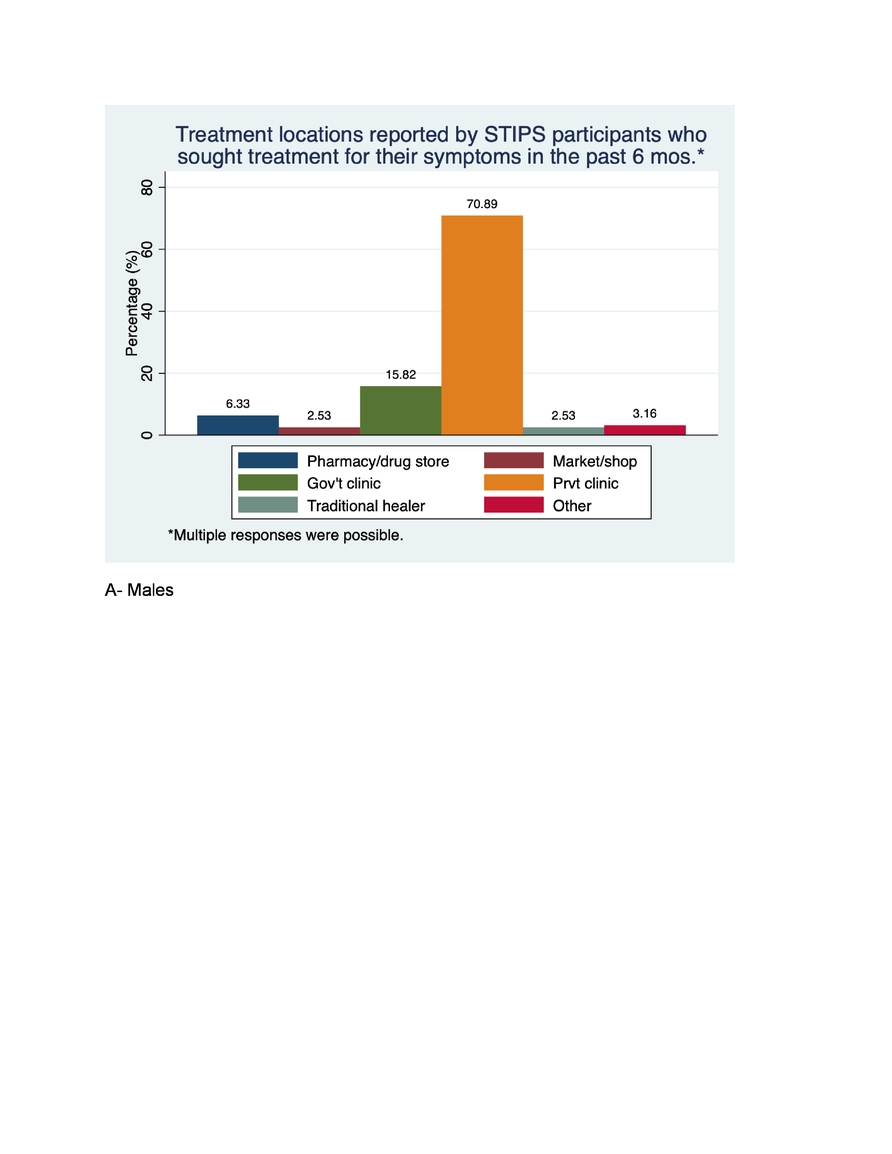 Treatment locations reported by STIPS participants who
sought treatment for their symptoms in the past 6 mos.*
Percentage (%)
80
60
40
20
0
6.33
2.53
15.82
70.89
2.53
3.16
Pharmacy/drug store
Market/shop
Gov't clinic
Prvt clinic
Traditional healer
Other
*Multiple responses were possible.
A- Males